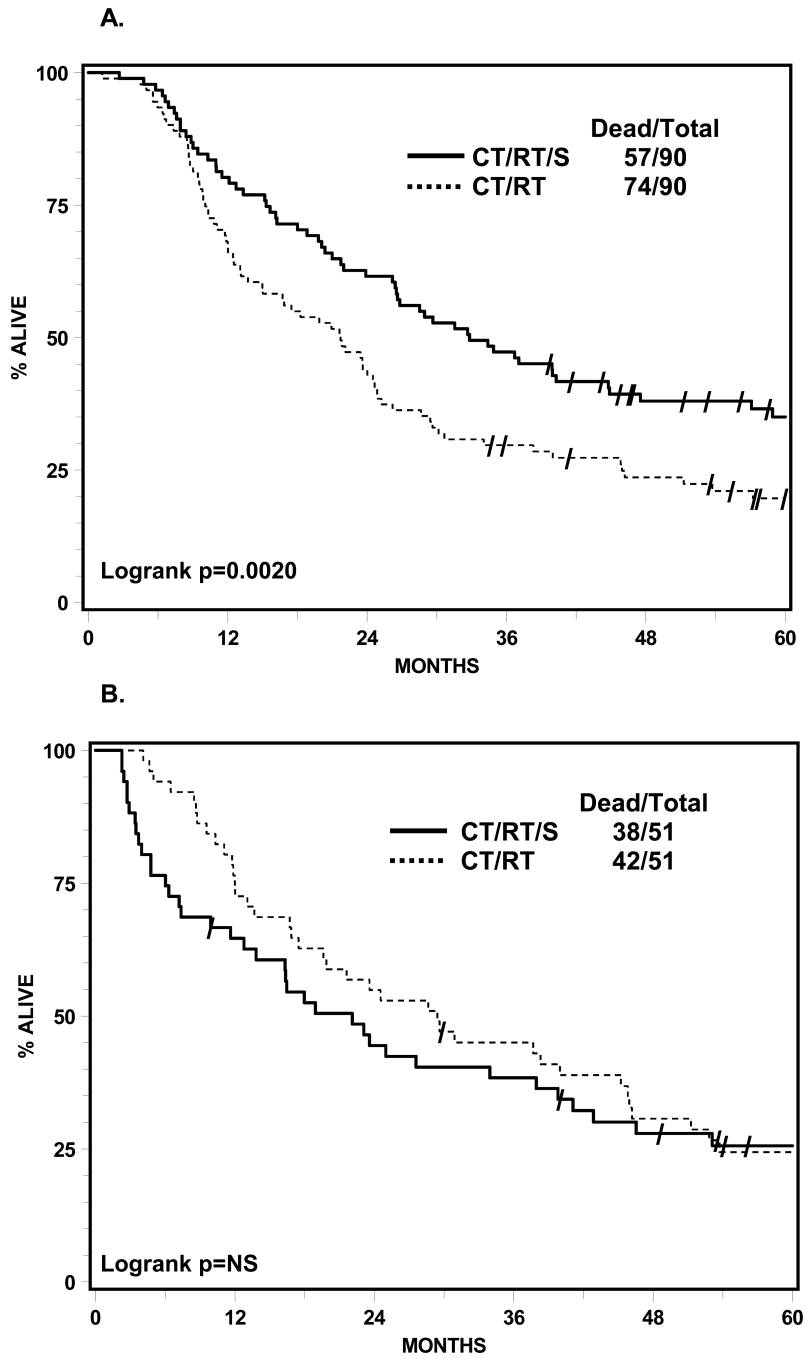 A.
100
75
50
25
0
% ALIVE
Dead/Total
CT/RT/S 57/90
CT/RT 74/90
Logrank p=0.0020
0 12 24 36 48 60
MONTHS
B.
100
75
50
25
0
% ALIVE
Dead/Total
CT/RT/S 38/51
CT/RT 42/51
Logrank p=NS
0 12 24 36 48 60
MONTHS